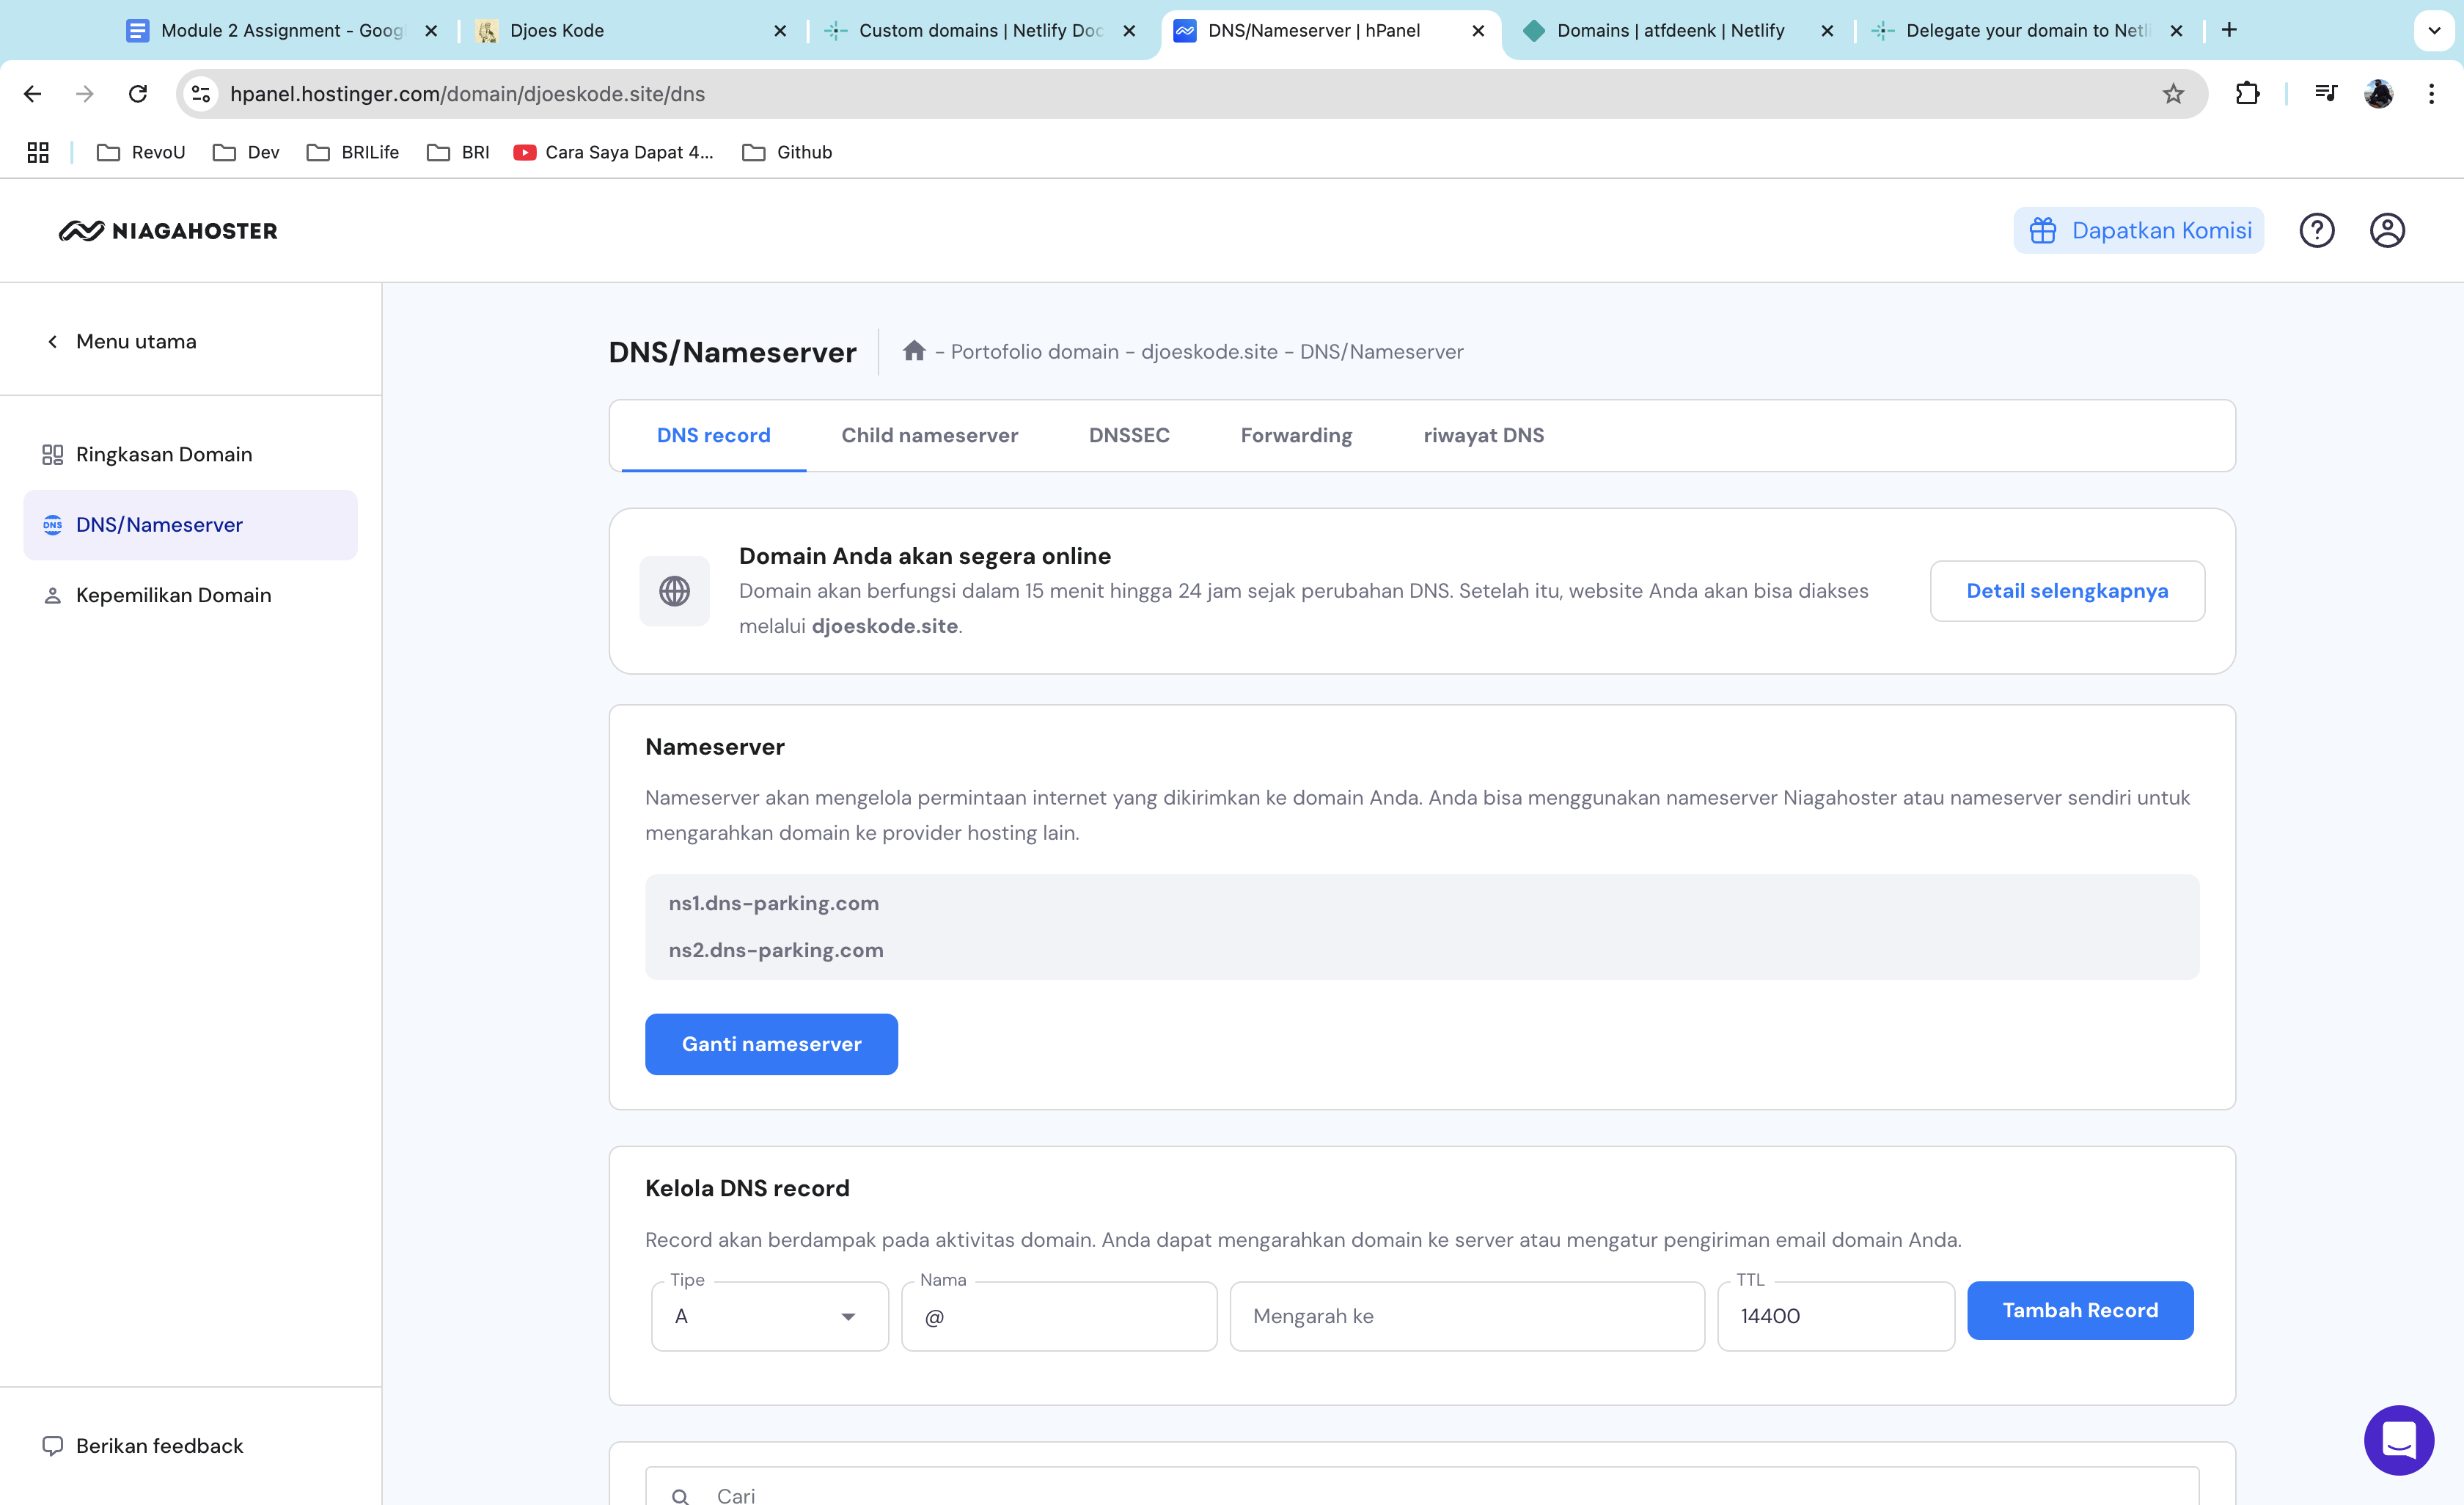 Module 2 Assignment - Goog
Djoes Kode
Custom domains | Netlify Doc
DNS/Nameserver | hPanel
Domains | atfdeenk | Netlify
Delegate your domain to Netli
hpanel.hostinger.com/domain/djoeskode.site/dns
RevoU
Dev
BRILife
BRI
Cara Saya Dapat 4...
Github
NIAGAHOSTER
Dapatkan Komisi
Menu utama
Ringkasan Domain
DNS
DNS/Nameserver
Kepemilikan Domain
Berikan feedback
DNS/Nameserver
- Portofolio domain - djoeskode.site - DNS/Nameserver
DNS record
Child nameserver
DNSSEC
Forwarding
riwayat DNS
Domain Anda akan segera online
Domain akan berfungsi dalam 15 menit hingga 24 jam sejak perubahan DNS. Setelah itu, website Anda akan bisa diakses
melalui djoeskode.site.
Detail selengkapnya
Nameserver
Nameserver akan mengelola permintaan internet yang dikirimkan ke domain Anda. Anda bisa menggunakan nameserver Niagahoster atau nameserver sendiri untuk
mengarahkan domain ke provider hosting lain.
ns1.dns-parking.com
ns2.dns-parking.com
Ganti nameserver
Kelola DNS record
Record akan berdampak pada aktivitas domain. Anda dapat mengarahkan domain ke server atau mengatur pengiriman email domain Anda.
Tipe
A
Nama
@
Mengarah ke
TTL
14400
Tambah Record
Cari